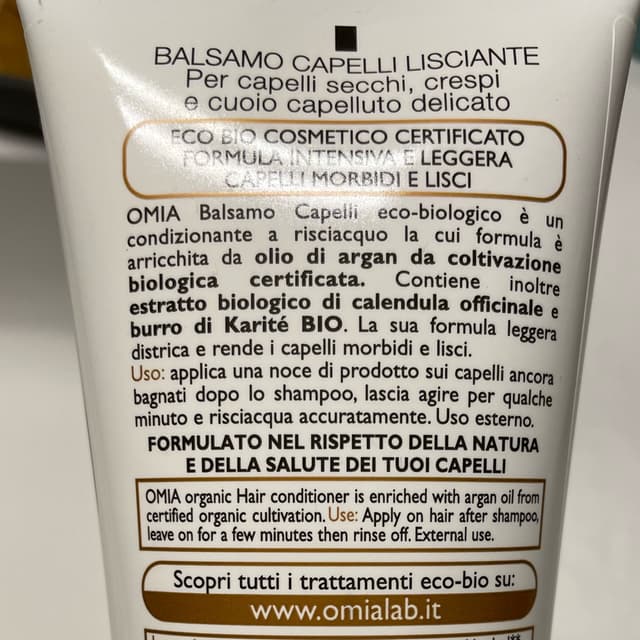 BALSAMO CAPELLI LISCIANTE
Per capelli secchi, crespi
e cuoio capelluto delicato
ECO BIO COSMETICO CERTIFICATO
FORMULA INTENSIVA E LEGGERA
CAPELLI MORBIDI E LISCI
OMIA Balsamo Capelli eco-biologico è un
condizionante a risciacquo la cui formula è
arricchita da olio di argan da coltivazione
biologica certificata. Contiene inoltre
estratto biologico di calendula officinale e
burro di Karité BIO. La sua formula leggera
districa e rende i capelli morbidi e lisci.
Uso: applica una noce di prodotto sui capelli ancora
bagnati dopo lo shampoo, lascia agire per qualche
minuto e risciacqua accuratamente. Uso esterno.
FORMULATO NEL RISPETTO DELLA NATURA
E DELLA SALUTE DEI TUOI CAPELLI
OMIA organic Hair conditioner is enriched with argan oil from
certified organic cultivation. Use: Apply on hair after shampoo,
leave on for a few minutes then rinse off. External use.
Scopri tutti i trattamenti eco-bio su:
www.omialab.it